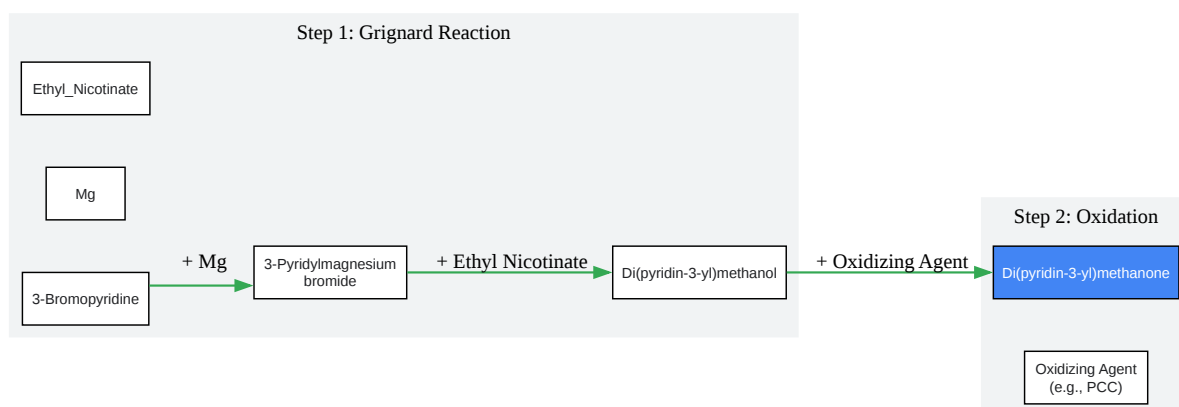 Step 1: Grignard Reaction
Ethyl_Nicotinate
Mg
3-Bromopyridine
+ Mg
3-Pyridylmagnesium
bromide
+ Ethyl Nicotinate
Di(pyridin-3-yl)methanol
+ Oxidizing Agent
Step 2: Oxidation
Di(pyridin-3-yl)methanone
Oxidizing Agent
(e.g., PCC)